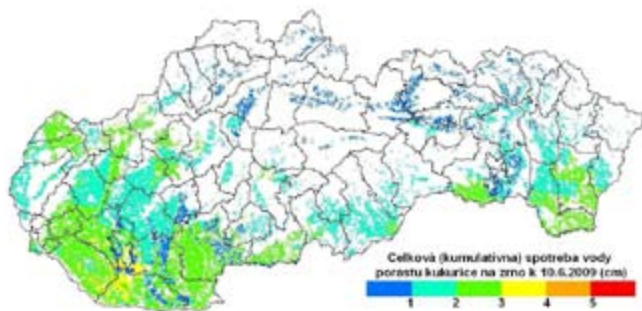 Celková (kumulatívna) spotreba vody
porastu kukurice na zrno k 10.6.2009 (cm)
1 2 3 4 5